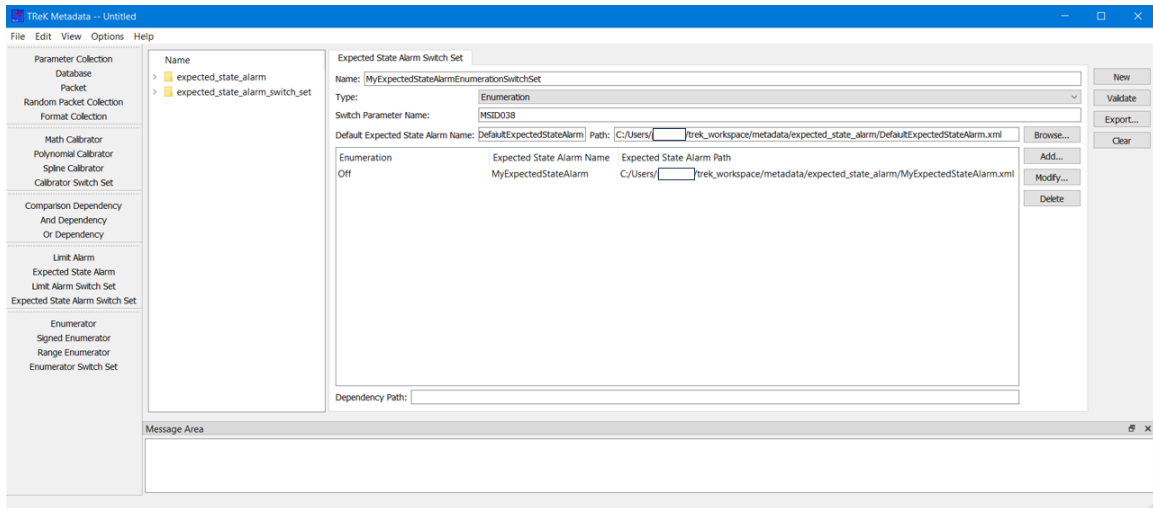 TReK Metadata -- Untitled
File Edit View Options Help
Parameter Collection
Database
Packet
Random Packet Collection
Format Collection
Math Calibrator
Polynomial Calibrator
Spline Calibrator
Calibrator Switch Set
Comparison Dependency
And Dependency
Or Dependency
Limit Alarm
Expected State Alarm
Limit Alarm Switch Set
Expected State Alarm Switch Set
Enumerator
Signed Enumerator
Range Enumerator
Enumerator Switch Set
Name
expected_state_alarm
expected_state_alarm_switch_set
Expected State Alarm Switch Set
Name: MyExpectedStateAlarmEnumerationSwitchSet
Type: Enumeration
Switch Parameter Name: MSID038
Default Expected State Alarm Name: DefaultExpectedStateAlarm Path: C:/Users/ /trek_workspace/metadata/expected_state_alarm/DefaultExpectedStateAlarm.xml Browse...
Enumeration Expected State Alarm Name Expected State Alarm Path
Off MyExpectedStateAlarm C:/Users/ /trek_workspace/metadata/expected_state_alarm/MyExpectedStateAlarm.xml
Add...
Modify...
Delete
Dependency Path:
New
Validate
Export...
Clear
Message Area